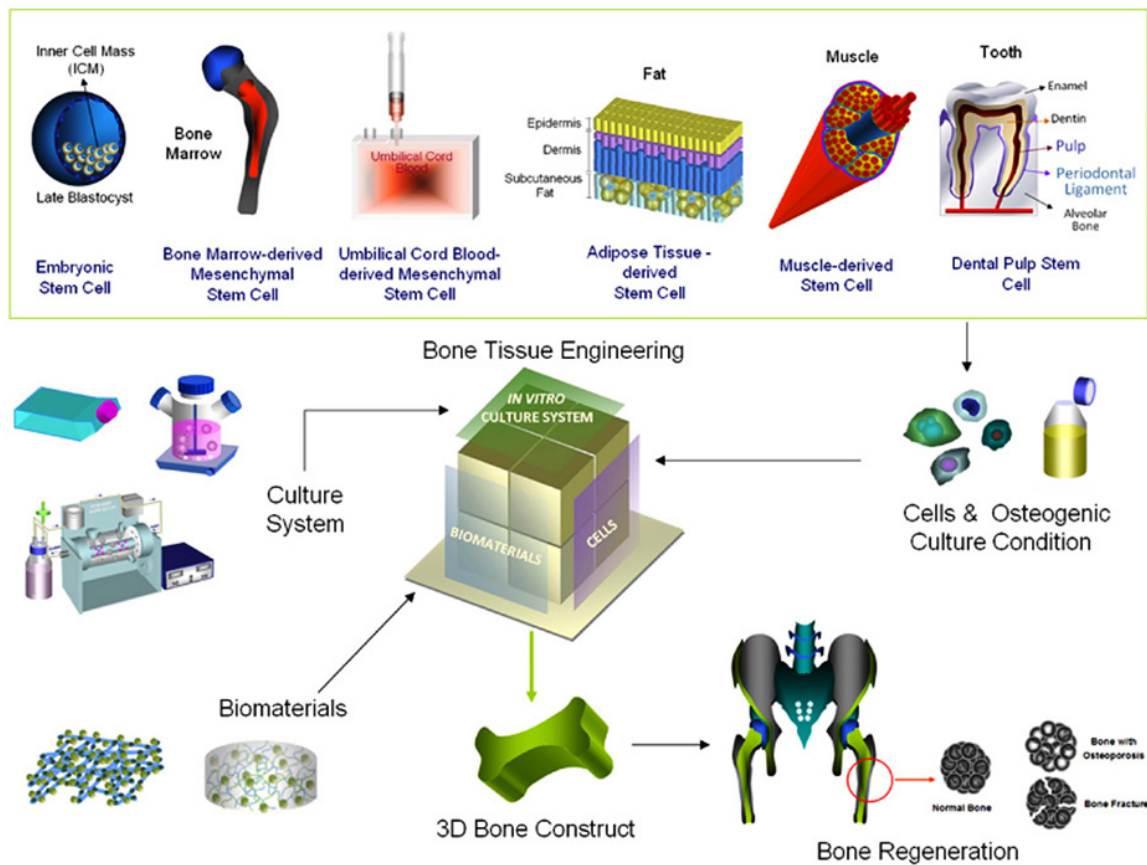 Inner Cell Mass
(ICM)
Late Blastocyst
Embryonic
Stem Cell
Bone
Marrow
Bone Marrow-derived
Mesenchymal
Stem Cell
Umbilical Cord
Blood
Umbilical Cord Blood-
derived Mesenchymal
Stem Cell
Fat
Epidermis
Dermis
Subcutaneous
Fat
Adipose Tissue -
derived
Stem Cell
Muscle
Muscle-derived
Stem Cell
Tooth
Enamel
Dentin
Pulp
Periodontal
Ligament
Alveolar
Bone
Dental Pulp Stem
Cell
Bone Tissue Engineering
IN VITRO
CULTURE SYSTEM
BIOMATERIALS
CELLS
Culture
System
Cells & Osteogenic
Culture Condition
Biomaterials
3D Bone Construct
Normal Bone
Bone with
Osteoporosis
Bone Fracture
Bone Regeneration